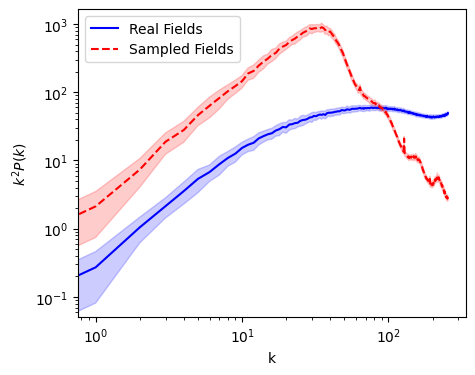 Real Fields
Sampled Fields
10³
10²
10¹
10⁰
10⁻¹
k²P(k)
10⁰ 10¹ 10²
k